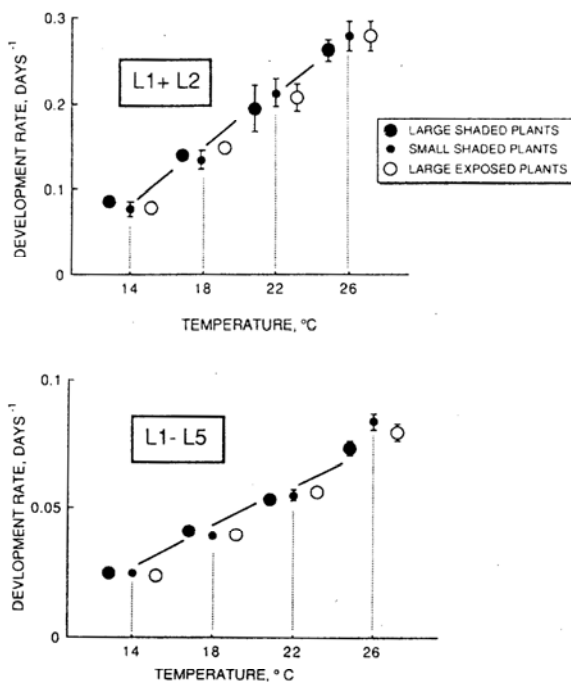 0.3
0.2
0.1
0
DEVELOPMENT RATE, DAYS -1
L1+ L2
LARGE SHADED PLANTS
SMALL SHADED PLANTS
LARGE EXPOSED PLANTS
14 18 22 26
TEMPERATURE, °C
0.1
0.05
0
DEVLOPMENT RATE, DAYS -1
L1- L5
14 18 22 26
TEMPERATURE, °C